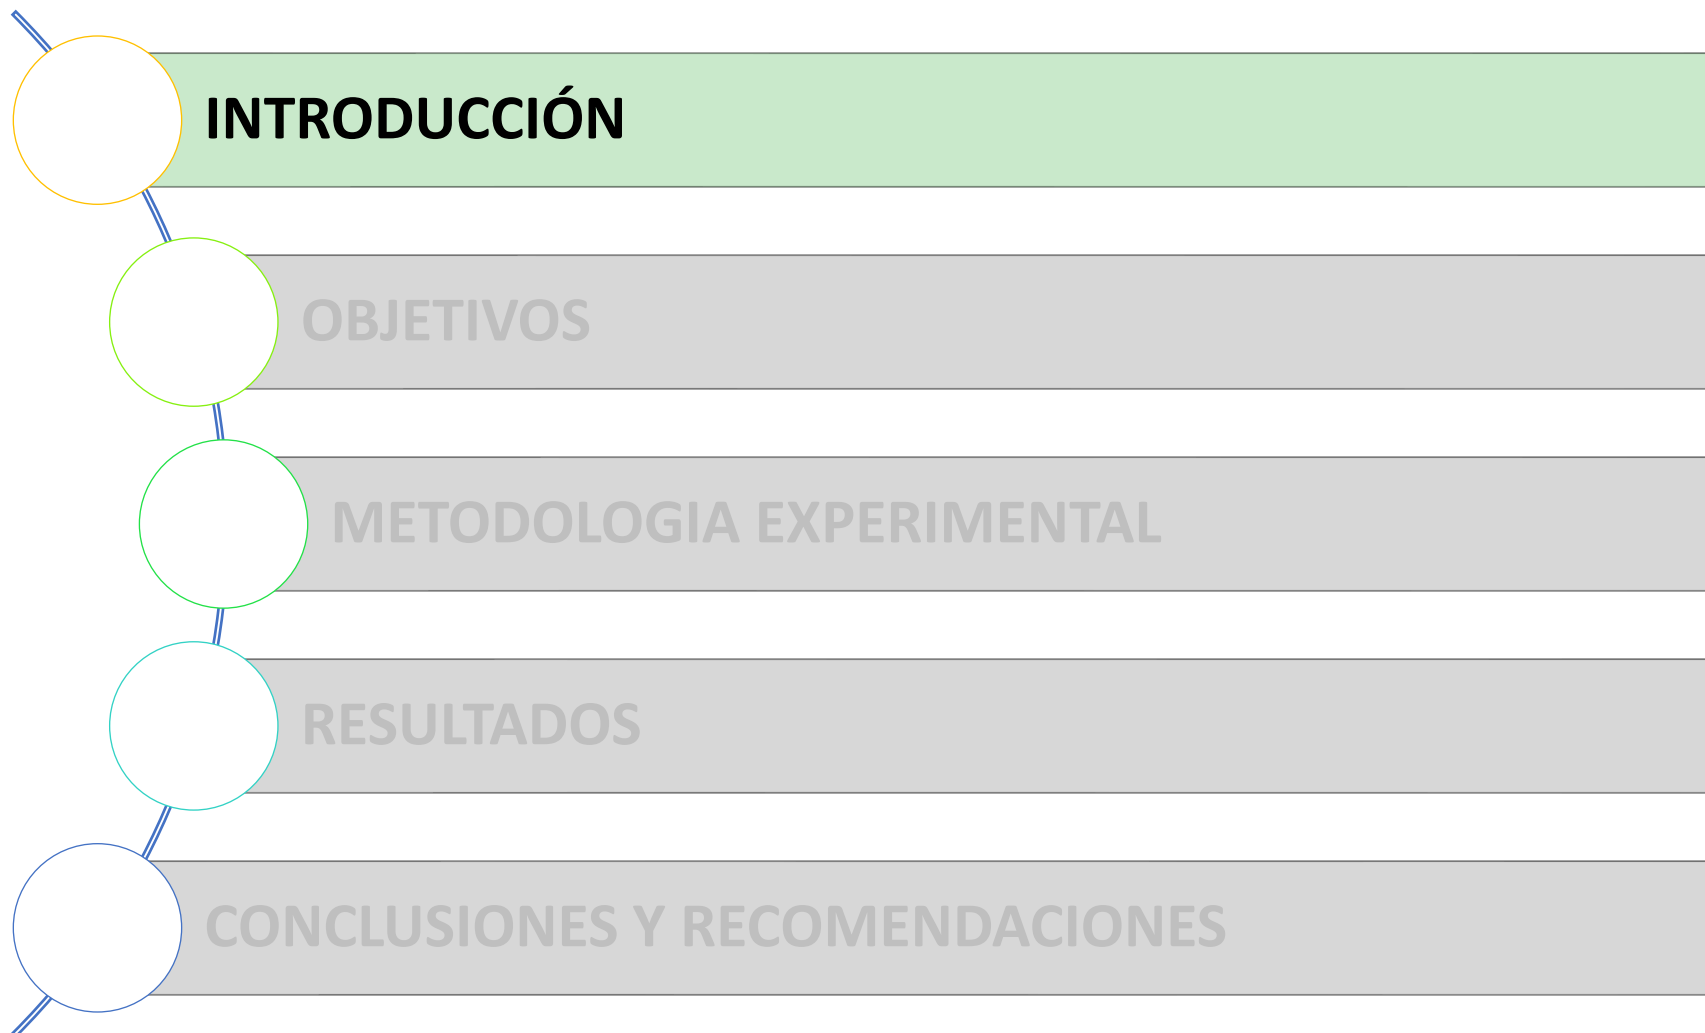 INTRODUCCIÓN
OBJETIVOS
METODOLOGIA EXPERIMENTAL
RESULTADOS
CONCLUSIONES Y RECOMENDACIONES